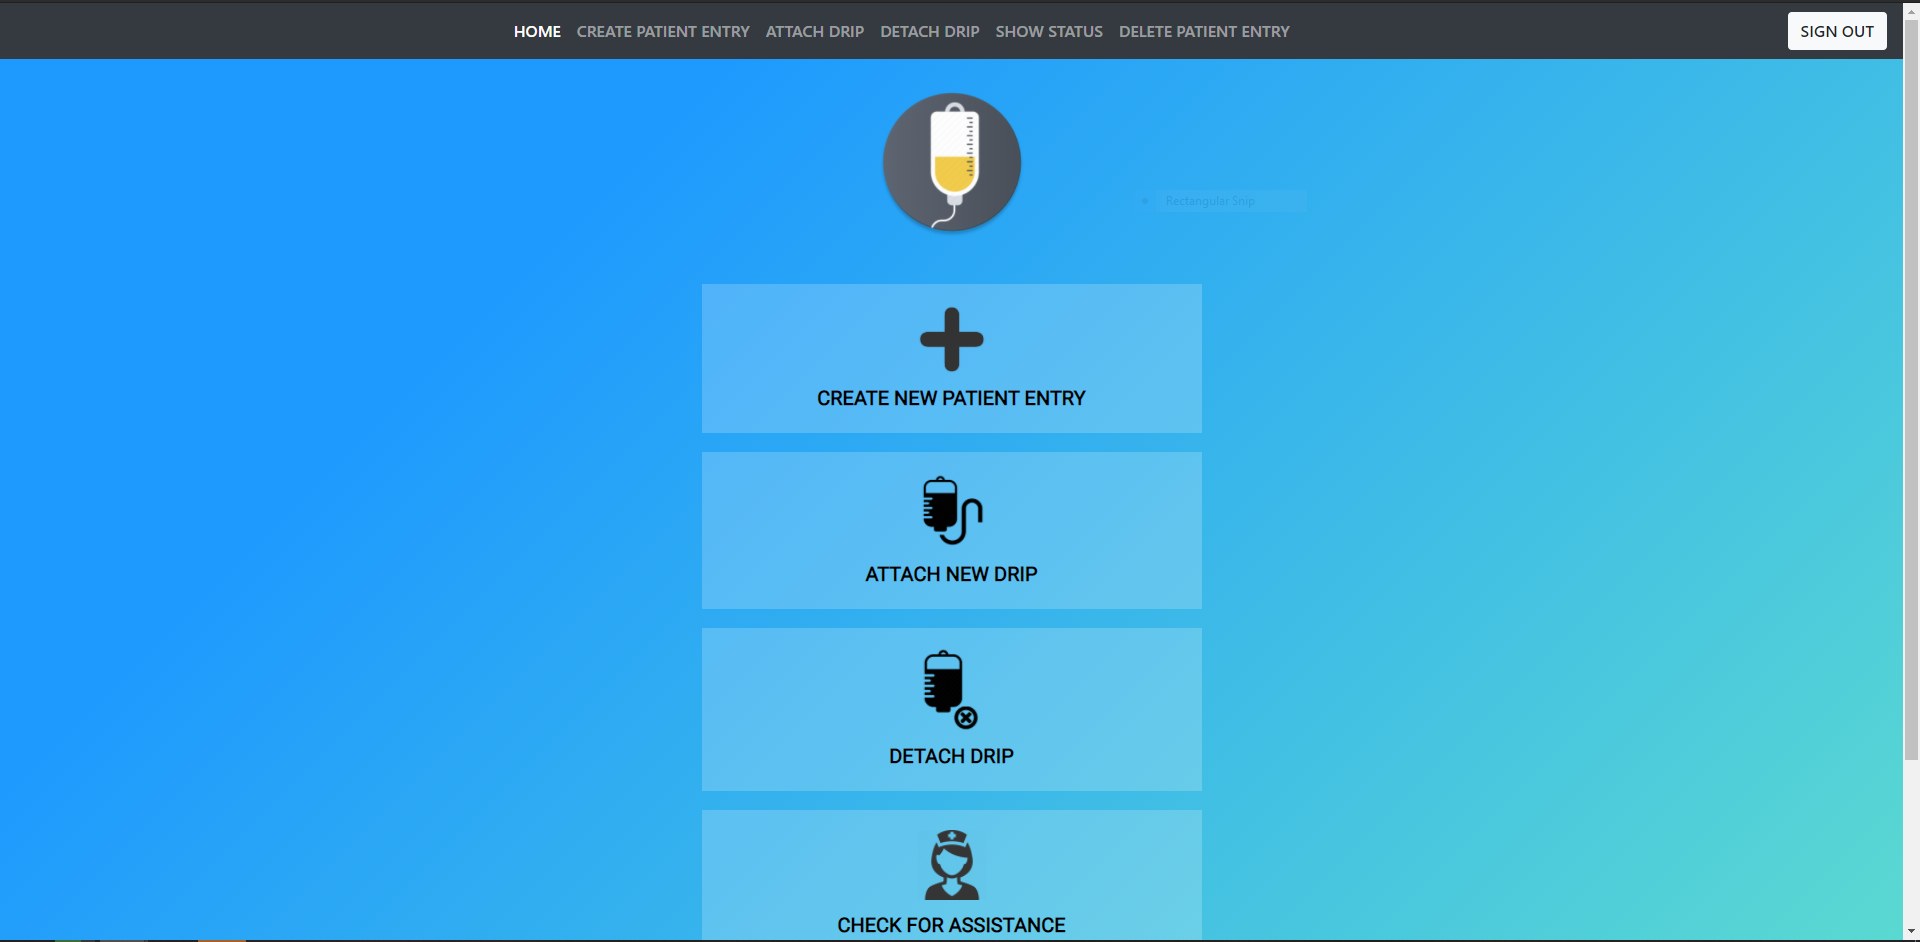 HOME CREATE PATIENT ENTRY ATTACH DRIP DETACH DRIP SHOW STATUS DELETE PATIENT ENTRY SIGN OUT
Rectangular Snip
CREATE NEW PATIENT ENTRY
ATTACH NEW DRIP
DETACH DRIP
CHECK FOR ASSISTANCE